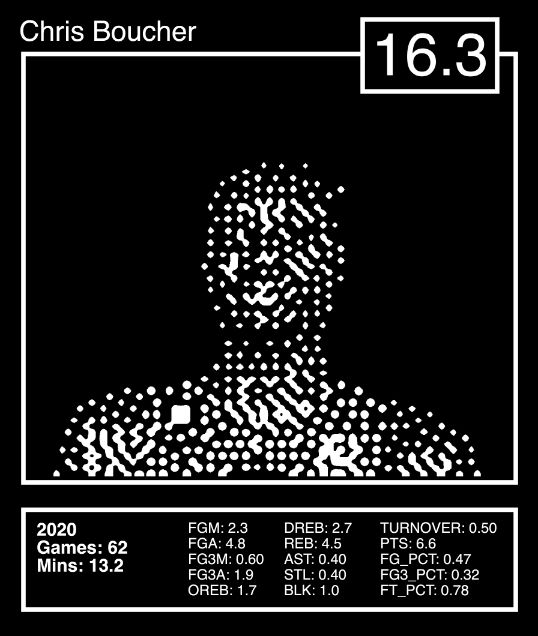 Chris Boucher
16.3
2020
Games: 62
Mins: 13.2
FGM: 2.3
FGA: 4.8
FG3M: 0.60
FG3A: 1.9
OREB: 1.7
DREB: 2.7
REB: 4.5
AST: 0.40
STL: 0.40
BLK: 1.0
TURNOVER: 0.50
PTS: 6.6
FG_PCT: 0.47
FG3_PCT: 0.32
FT_PCT: 0.78